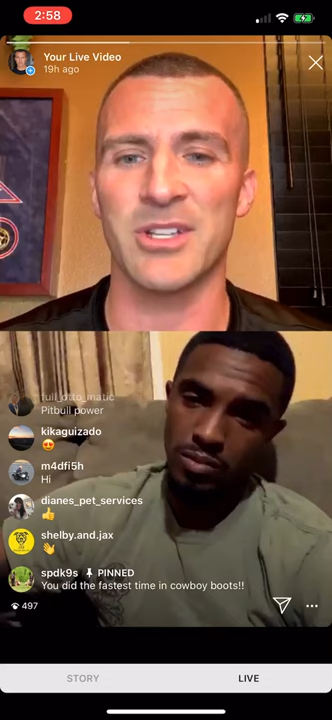 2:58
Your Live Video
19h ago
full_otto_matic
Pitbull power
kikaguizado
😍
m4dfi5h
Hi
dianes_pet_services
👍
shelby.and.jax
👋
spdk9s PINNED
You did the fastest time in cowboy boots!!
497
STORY LIVE